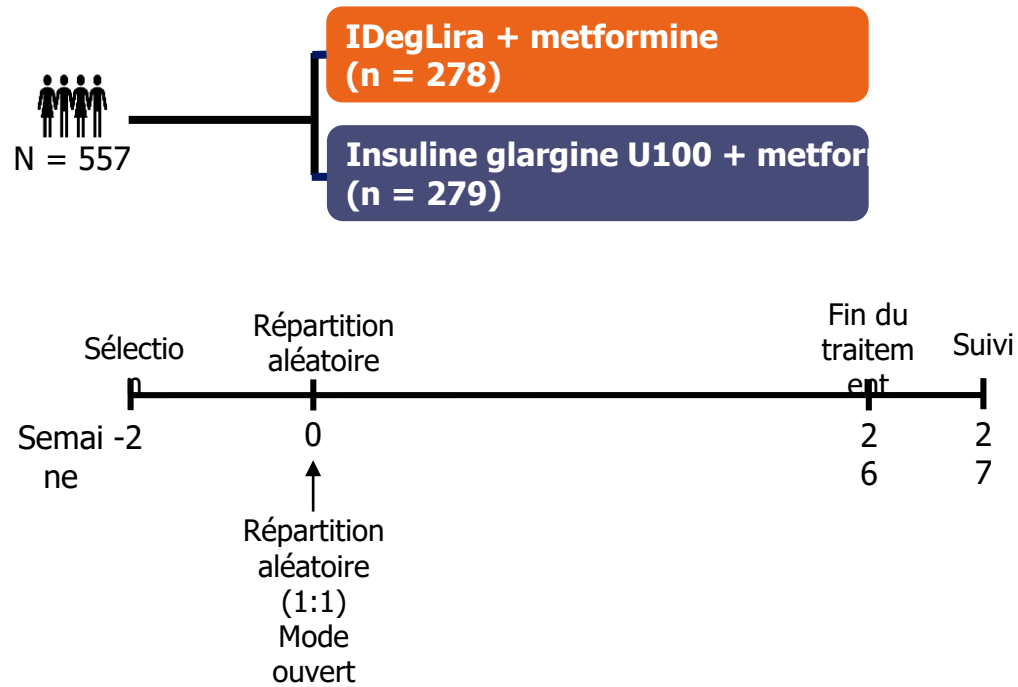 IDegLira + metformine
(n = 278)
N = 557
Insuline glargine U100 + metfor
(n = 279)
Sélectio
n
Répartition
aléatoire
Fin du
traitem
ent
Suivi
Semai
ne
-2
0
2
6
2
7
Répartition
aléatoire
(1:1)
Mode
ouvert